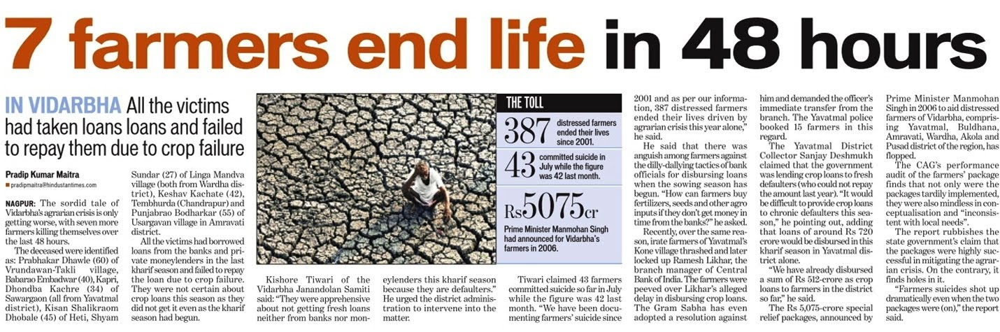 7 farmers end life in 48 hours
IN VIDARBHA All the victims
had taken loans loans and failed
to repay them due to crop failure
Pradip Kumar Maitra
pradipmaitra@hindustantimes.com
NAGPUR: The sordid tale of
Vidarbha's agrarian crisis is only
getting worse, with seven more
farmers killing themselves over
the last 48 hours.
The deceased were identified
as: Prabhakar Dhawle (60) of
Vrundawan-Takli village,
Babarao Embadwar (40), Kapri,
Dhondba Kachre (34) of
Sawargaon (all from Yavatmal
district), Kisan Shalikraom
Dhobale (45) of Heti, Shyam
Sundar (27) of Linga Mandva
village (both from Wardha dis-
trict), Keshav Kachate (42),
Tembhurda (Chandrapur) and
Punjabrao Bodharkar (55) of
Usargavan village in Amravati
district.
All the victims had borrowed
loans from the banks and pri-
vate moneylenders in the last
kharif season and failed to repay
the loan due to crop failure.
They were not certain about
crop loans this season as they
did not get it even as the kharif
season had begun.
THE TOLL
387 distressed farmers
ended their lives
since 2001.
43 committed suicide in
July while the figure
was 42 last month.
Rs5075cr
Prime Minister Manmohan Singh
had announced for Vidarbha's
farmers in 2006.
Kishore Tiwari of the
Vidarbha Janandolan Samiti
said: "They were apprehensive
about not getting fresh loans
neither from banks nor mon-
eylenders this kharif season
because they are defaulters."
He urged the district adminis-
tration to intervene into the
matter.
Tiwari claimed 43 farmers
committed suicide so far in July
while the figure was 42 last
month. "We have been docu-
menting farmers' suicide since
2001 and as per our informa-
tion, 387 distressed farmers
ended their lives driven by
agrarian crisis this year alone,"
he said.
He said that there was
anguish among farmers against
the dilly-dallying tactics of bank
officials for disbursing loans
when the sowing season has
begun. "How can farmers buy
fertilizers, seeds and other agro
inputs if they don't get money in
time from the banks?" he asked.
Recently, over the same rea-
son, irate farmers of Yavatmal's
Kone village thrashed and later
locked up Ramesh Likhar, the
branch manager of Central
Bank of India. The farmers were
peeved over Likhar's alleged
delay in disbursing crop loans.
The Gram Sabha has even
adopted a resolution against
him and demanded the officer's
immediate transfer from the
branch. The Yavatmal police
booked 15 farmers in this
regard.
The Yavatmal District
Collector Sanjay Deshmukh
claimed that the government
was lending crop loans to fresh
defaulters (who could not repay
the amount last year). "It would
be difficult to provide crop loans
to chronic defaulters this sea-
son," he pointing out, adding
that loans of around Rs 720
crore would be disbursed in this
kharif season in Yavatmal dis-
trict alone.
"We have already disbursed
a sum of Rs 512-crore as crop
loans to farmers in the district
so far," he said.
The Rs 5,075-crore special
relief packages, announced by
Prime Minister Manmohan
Singh in 2006 to aid distressed
farmers of Vidarbha, compris-
ing Yavatmal, Buldhana,
Amravati, Wardha, Akola and
Pusad district of the region, has
flopped.
The CAG's performance
audit of the farmers' package
finds that not only were the
packages tardily implemented,
they were also mindless in con-
ceptualisation and "inconsis-
tent with local needs".
The report rubbishes the
state government's claim that
the packages were highly suc-
cessful in mitigating the agrar-
ian crisis. On the contrary, it
finds holes in it.
"Farmers suicides shot up
dramatically even when the two
packages were (on)," the report
said.